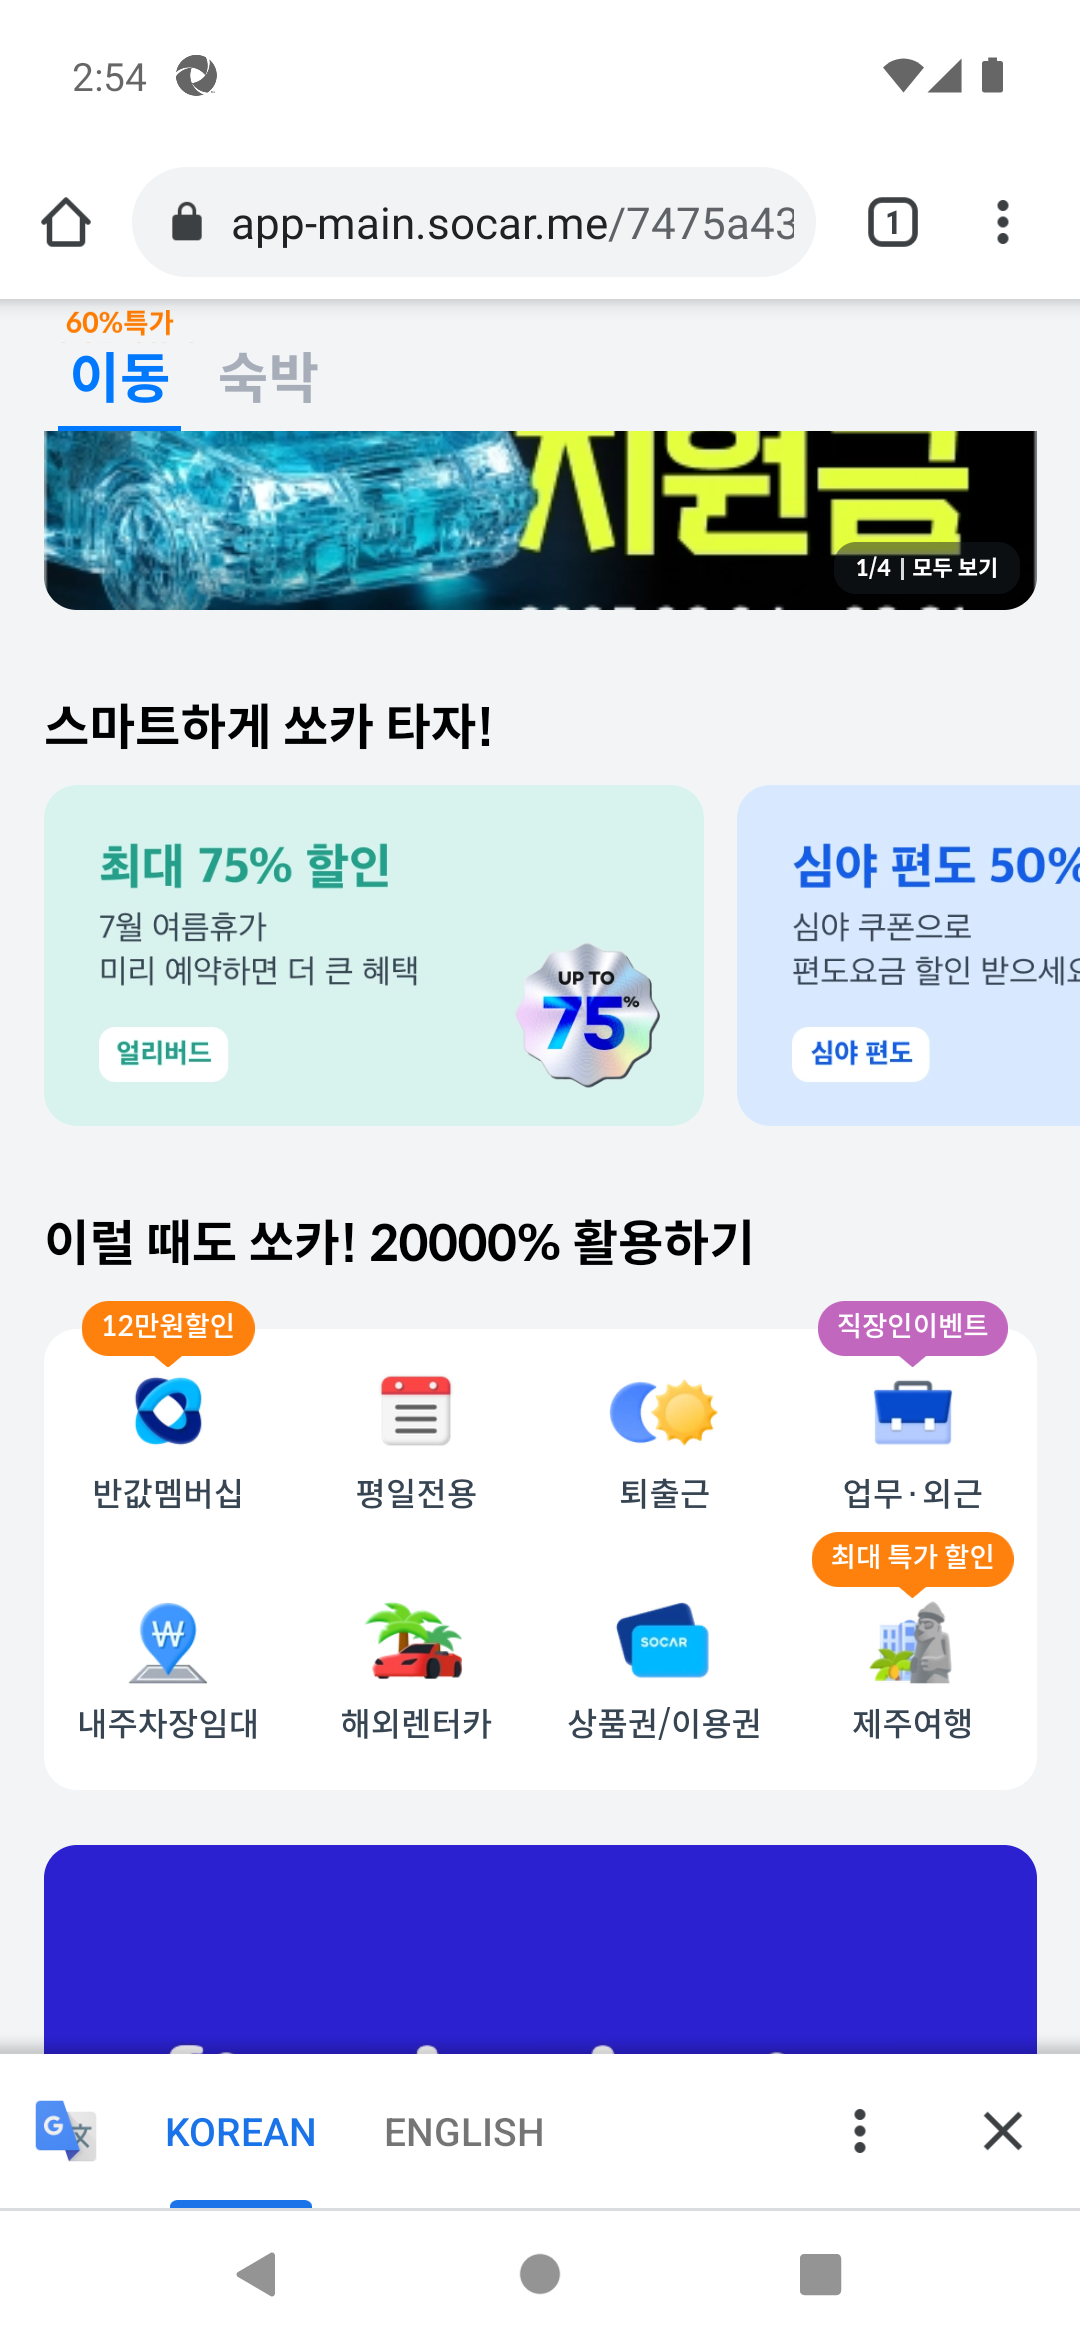 2:54
app-main.socar.me/7475a43
1
60%특가
이동 숙박
지원금
1/4 | 모두 보기
스마트하게 쏘카 타자!
최대 75% 할인
7월 여름휴가
미리 예약하면 더 큰 혜택
얼리버드
UP TO
75%
심야 편도 50%
심야 쿠폰으로
편도요금 할인 받으세요
심야 편도
이럴 때도 쏘카! 20000% 활용하기
12만원할인
직장인이벤트
반값멤버십
평일전용
퇴출근
업무·외근
최대 특가 할인
SOCAR
내주차장임대
해외렌터카
상품권/이용권
제주여행
KOREAN
ENGLISH